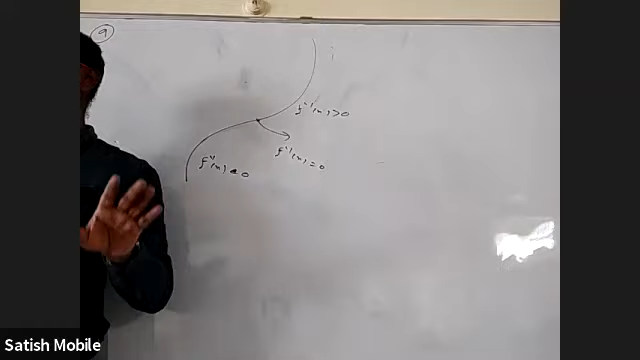 9
f''(x) > 0
f''(x) = 0
f''(x) < 0
Satish Mobile